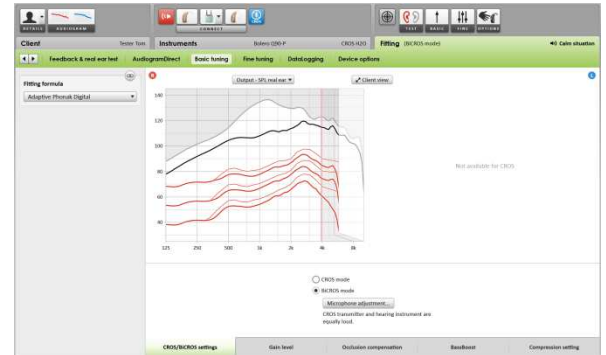 DETAILS AUDIOGRAM CONNECT CROS TEST BASIC FINE OPTIONS
Client Tester Tom Instruments Bolero Q90-P CROS H2O Fitting (BiCROS mode) Calm situation
Feedback & real ear test AudiogramDirect Basic tuning Fine tuning DataLogging Device options
Fitting formula
Adaptive Phonak Digital
Output - SPL real ear
Client view
140
120
100
80
60
40
125 250 500 1k 2k 4k 8k
Not available for CROS
CROS mode
BiCROS mode
Microphone adjustment...
CROS transmitter and hearing instrument are
equally loud.
CROS/BiCROS settings Gain level Occlusion compensation BassBoost Compression setting